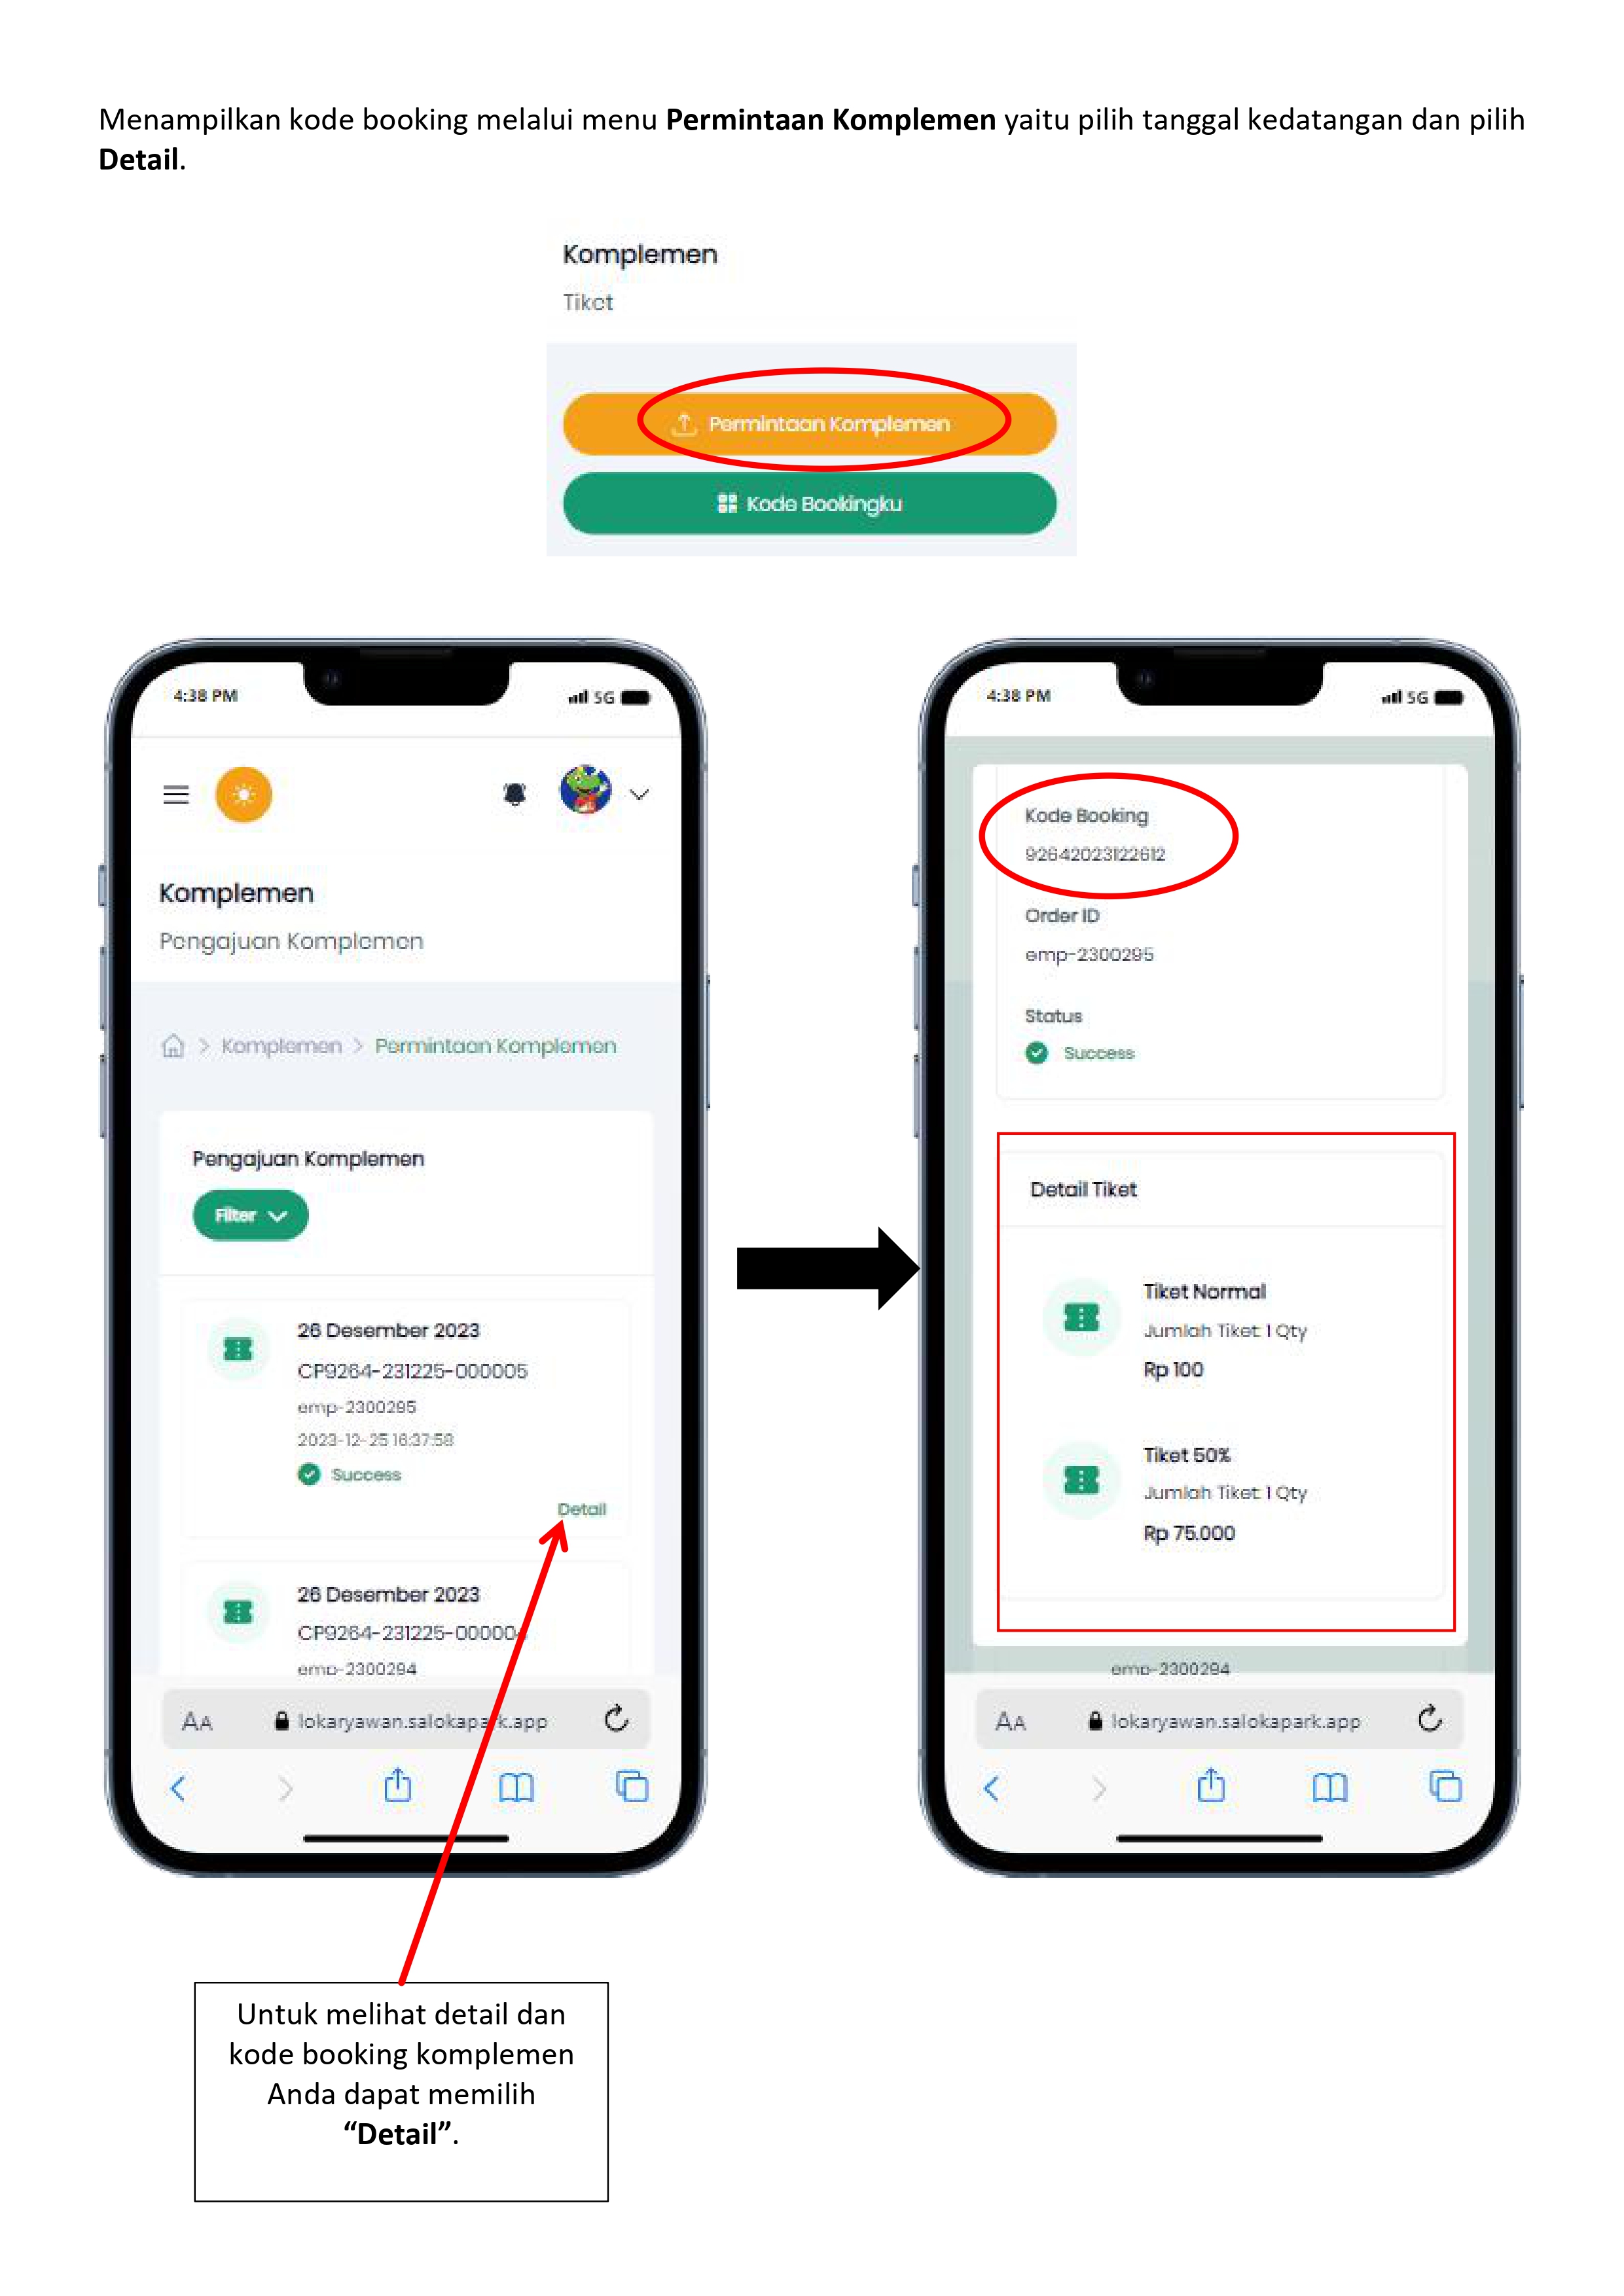 Menampilkan kode booking melalui menu Permintaan Komplemen yaitu pilih tanggal kedatangan dan pilih
Detail.
Komplemen
Tiket
Permintaan Komplemen
Kode Bookingku
4:38 PM
5G
Komplemen
Pengajuan Komplemen
Komplemen > Permintaan Komplemen
Pengajuan Komplemen
Filter
26 Desember 2023
CP9264-231225-000005
emp-2300295
2023-12-25 16:37:58
Success
Detail
26 Desember 2023
CP9264-231225-000004
emp-2300294
AA lokaryawan.salokapark.app
4:38 PM
5G
Kode Booking
92642023122612
Order ID
emp-2300295
Status
Success
Detail Tiket
Tiket Normal
Jumlah Tiket: 1 Qty
Rp 100
Tiket 50%
Jumlah Tiket: 1 Qty
Rp 75.000
emp-2300294
AA lokaryawan.salokapark.app
Untuk melihat detail dan
kode booking komplemen
Anda dapat memilih
“Detail”.